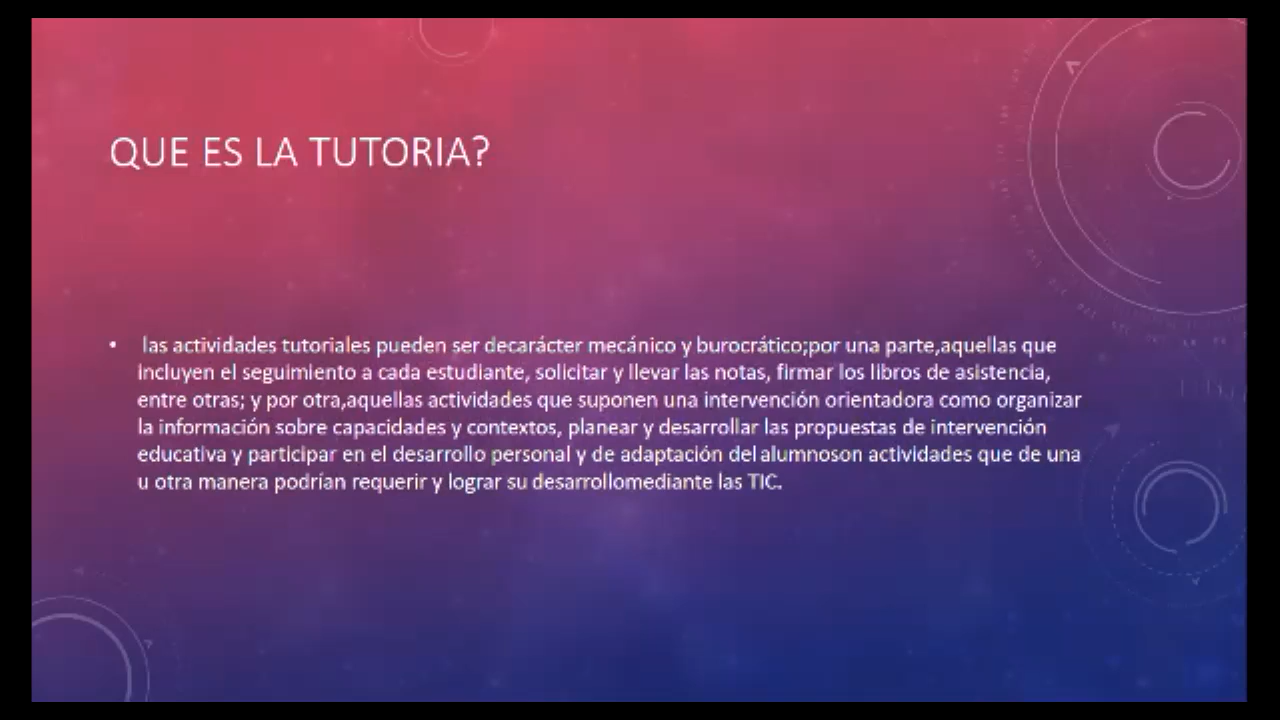 QUE ES LA TUTORIA?
• las actividades tutoriales pueden ser decarácter mecánico y burocrático;por una parte,aquellas que
incluyen el seguimiento a cada estudiante, solicitar y llevar las notas, firmar los libros de asistencia,
entre otras; y por otra,aquellas actividades que suponen una intervención orientadora como organizar
la información sobre capacidades y contextos, planear y desarrollar las propuestas de intervención
educativa y participar en el desarrollo personal y de adaptación del alumnoson actividades que de una
u otra manera podrían requerir y lograr su desarrollomediante las TIC.